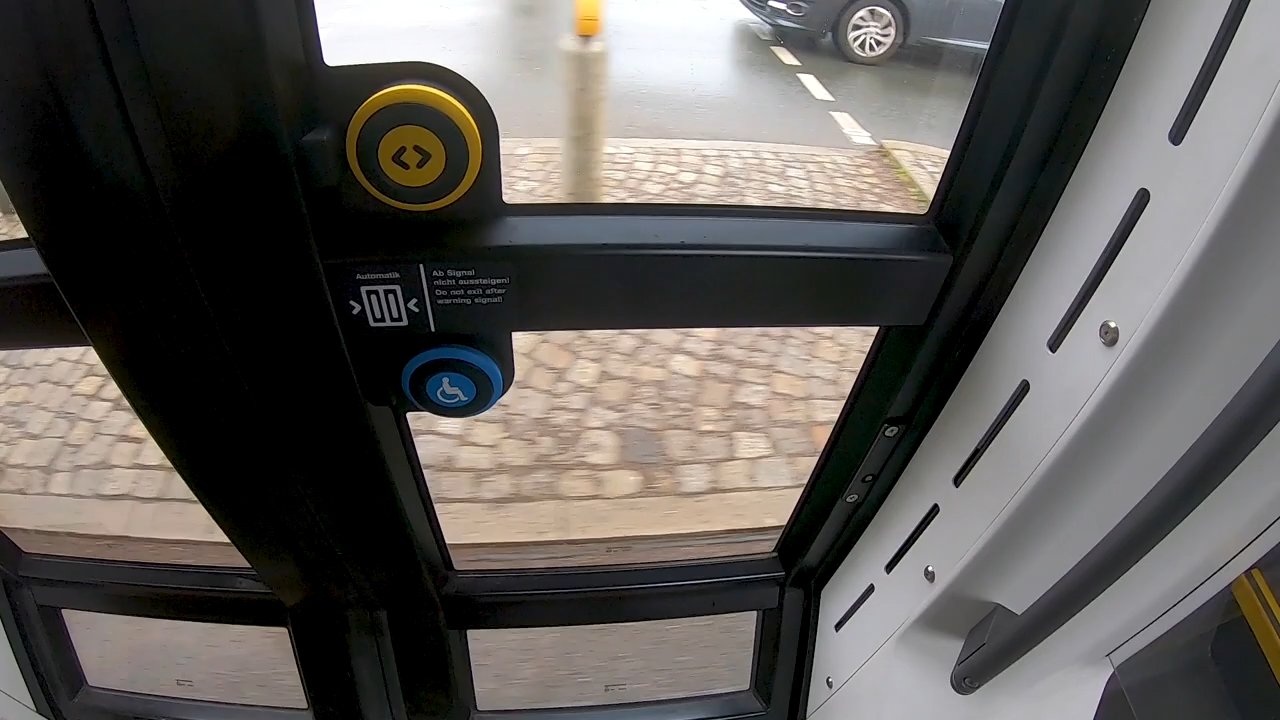 Automatik
Ab Signal
nicht aussteigen!
Do not exit after
warning signal!